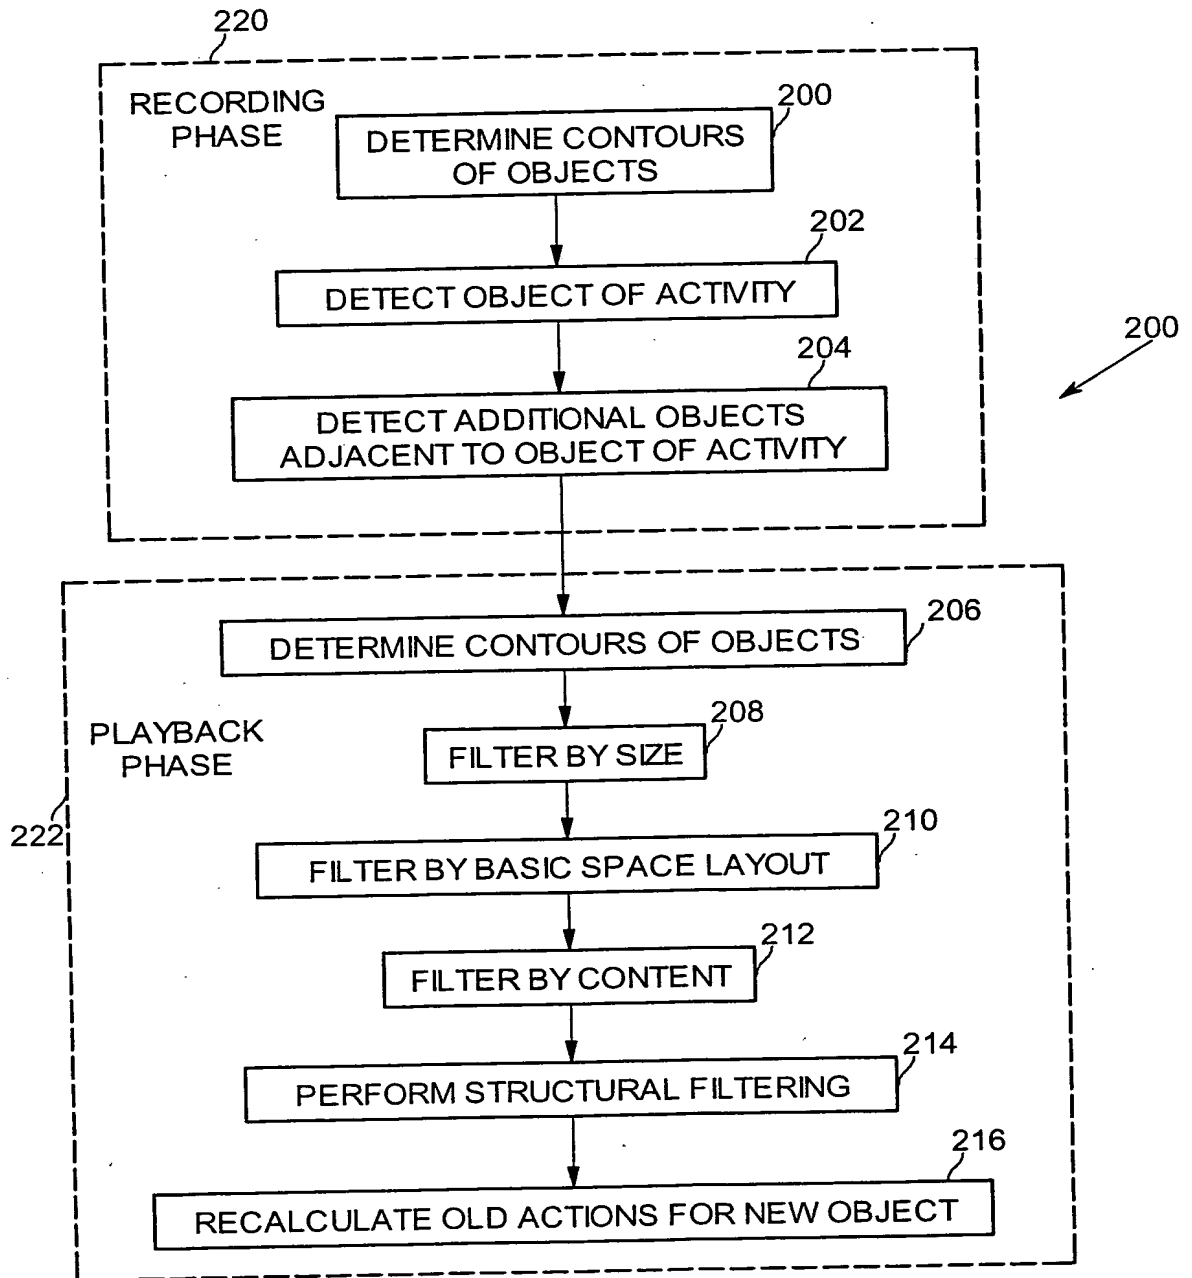 220
RECORDING
PHASE
200
DETERMINE CONTOURS
OF OBJECTS
202
DETECT OBJECT OF ACTIVITY
200
204
DETECT ADDITIONAL OBJECTS
ADJACENT TO OBJECT OF ACTIVITY
206
DETERMINE CONTOURS OF OBJECTS
PLAYBACK
PHASE
208
FILTER BY SIZE
222
210
FILTER BY BASIC SPACE LAYOUT
212
FILTER BY CONTENT
214
PERFORM STRUCTURAL FILTERING
216
RECALCULATE OLD ACTIONS FOR NEW OBJECT